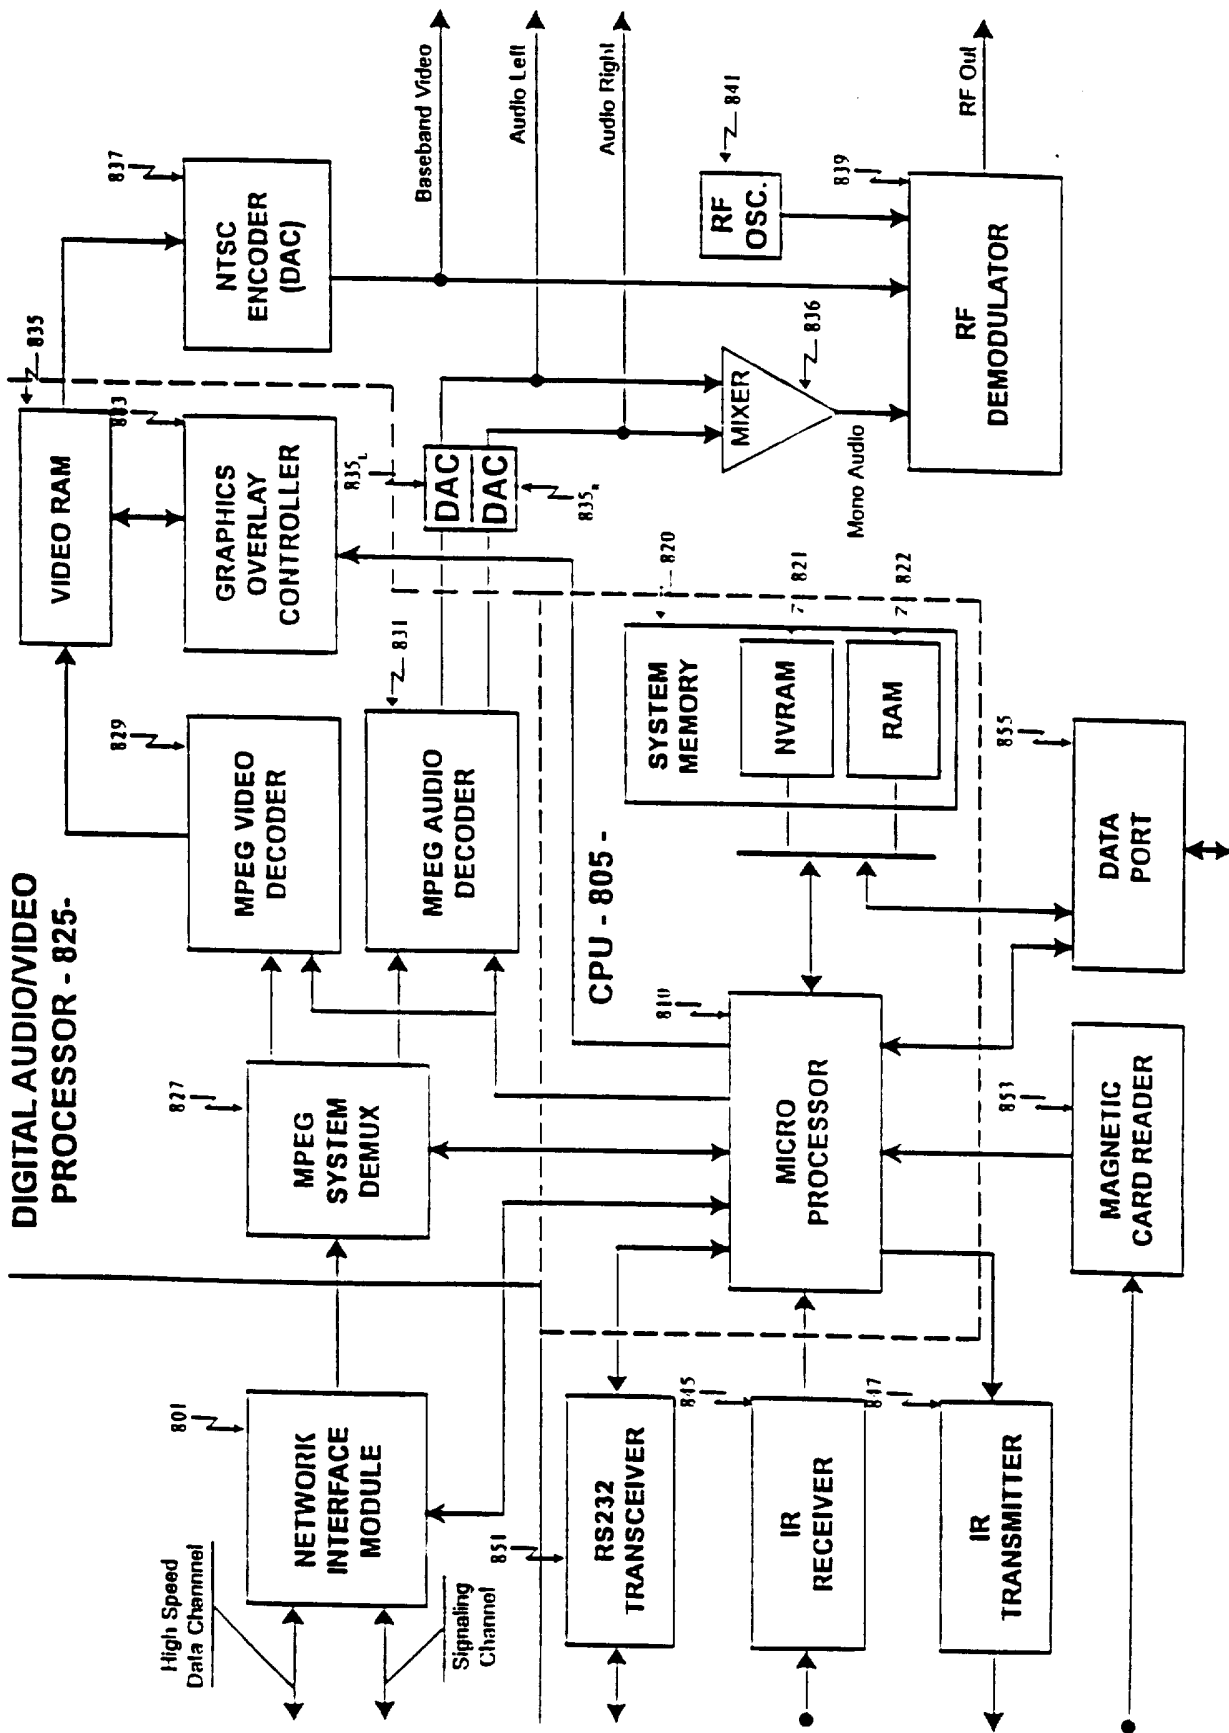 DIGITAL AUDIO/VIDEO
PROCESSOR - 825-
High Speed
Data Channnel
Signaling
Channel
801
NETWORK
INTERFACE
MODULE
827
MPEG
SYSTEM
DEMUX
829
MPEG VIDEO
DECODER
831
MPEG AUDIO
DECODER
835
VIDEO RAM
833
GRAPHICS
OVERLAY
CONTROLLER
837
NTSC
ENCODER
(DAC)
835L
DAC
DAC
835R
Baseband Video
Audio Left
Audio Right
841
RF
OSC.
MIXER
836
Mono Audio
839
RF
DEMODULATOR
RF Out
CPU - 805 -
820
SYSTEM
MEMORY
821
NVRAM
822
RAM
810
MICRO
PROCESSOR
851
RS232
TRANSCEIVER
845
IR
RECEIVER
847
IR
TRANSMITTER
853
MAGNETIC
CARD READER
855
DATA
PORT